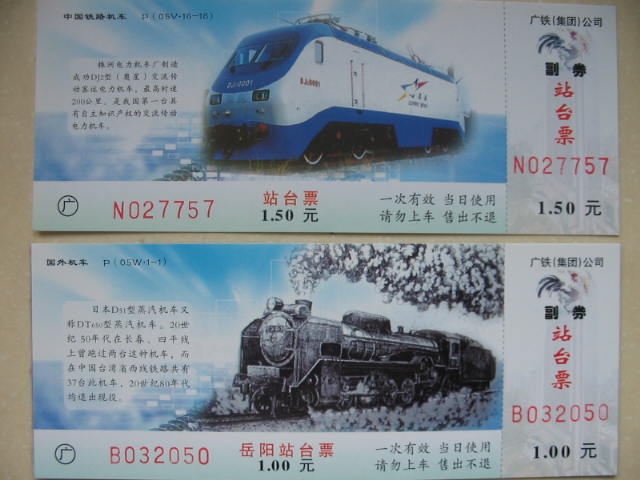 中国铁路机车 P(05V·16-16)
株洲电力机车厂制造
成功DJ2型(奥星)交流传
动客运电力机车,最高时速
200公里。是我国第一台具
有自主知识产权的交流传动
电力机车。
DJ2 0001
DJ2 0001
广 N027757
站台票
1.50 元
一次有效 当日使用
请勿上车 售出不退
广铁(集团)公司
副券
站台票
N027757
1.50 元
国外机车 P(05W·1-1)
日本D51型蒸汽机车又
称DT650型蒸汽机车。20世
纪50年代在长春、四平线
上曾跑过两台这种机车,而
在中国台湾省西线铁路共有
37台此机车,20世纪80年代
均退出现役。
广 B032050
岳阳站台票
1.00 元
一次有效 当日使用
请勿上车 售出不退
广铁(集团)公司
副券
站台票
B032050
1.00 元